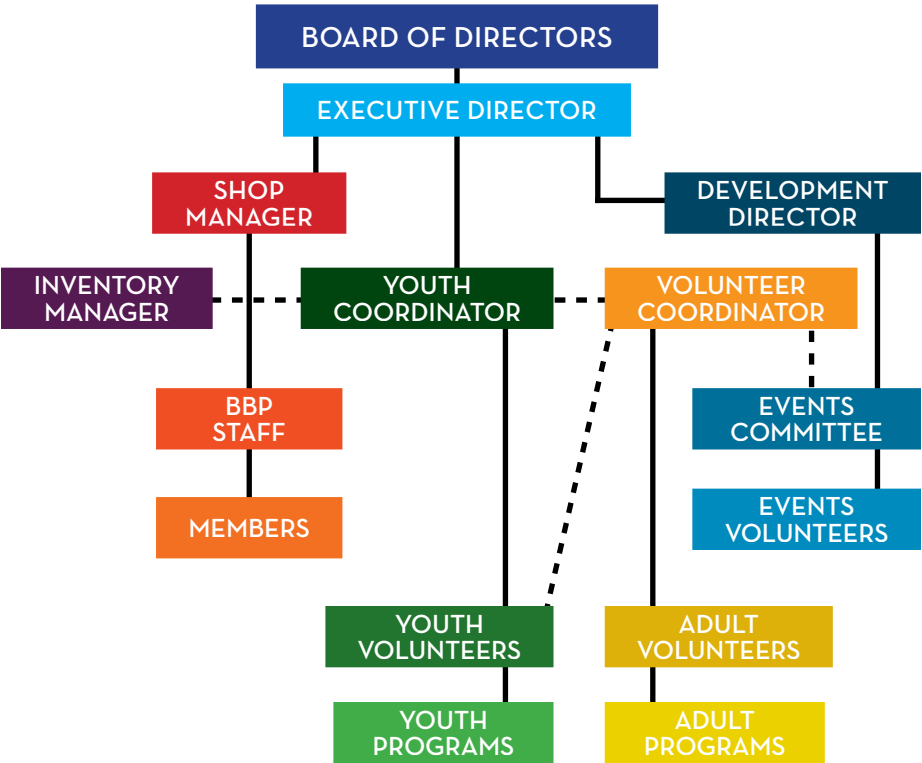 BOARD OF DIRECTORS
EXECUTIVE DIRECTOR
SHOP
MANAGER
DEVELOPMENT
DIRECTOR
INVENTORY
MANAGER
YOUTH
COORDINATOR
VOLUNTEER
COORDINATOR
BBP
STAFF
EVENTS
COMMITTEE
MEMBERS
EVENTS
VOLUNTEERS
YOUTH
VOLUNTEERS
ADULT
VOLUNTEERS
YOUTH
PROGRAMS
ADULT
PROGRAMS